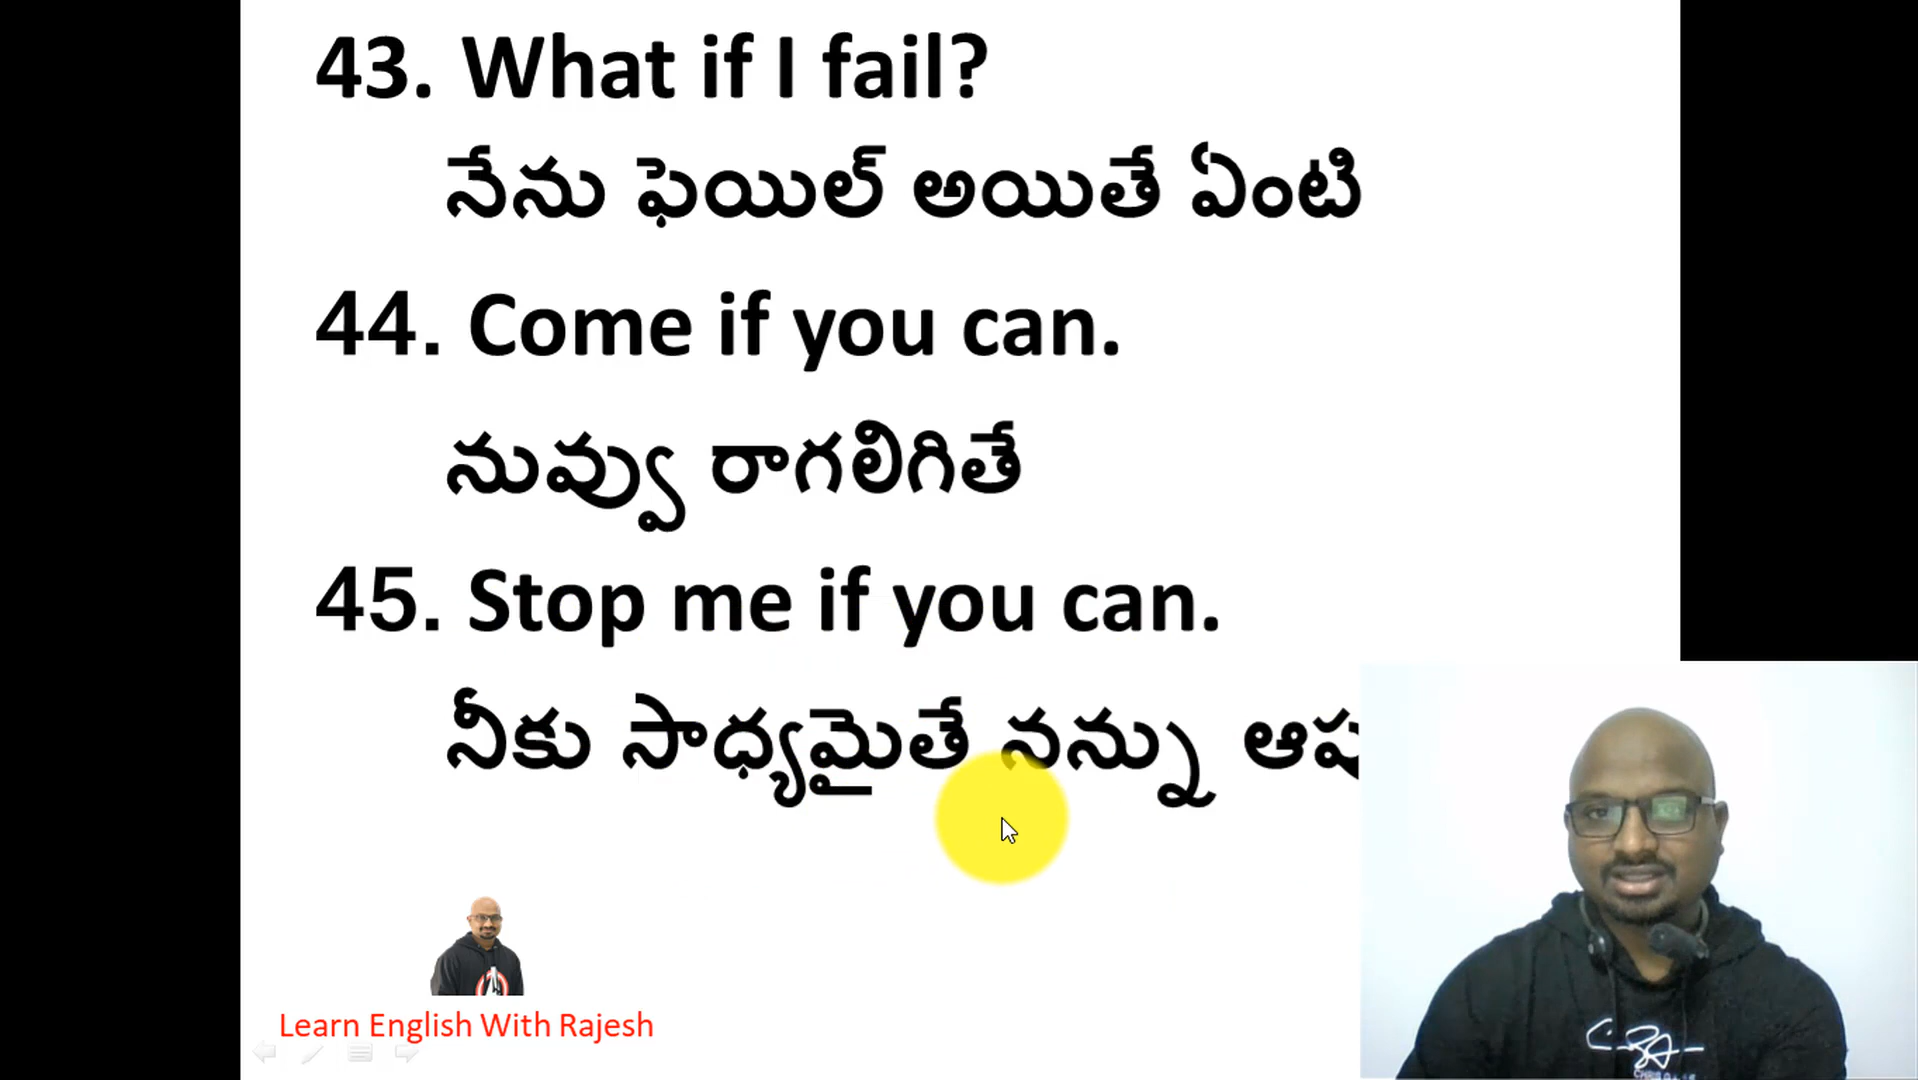 43. What if I fail?
నేను ఫెయిల్ అయితే ఏంటి
44. Come if you can.
నువ్వు రాగలిగితే
45. Stop me if you can.
నీకు సాధ్యమైతే నన్ను
Learn English With Rajesh